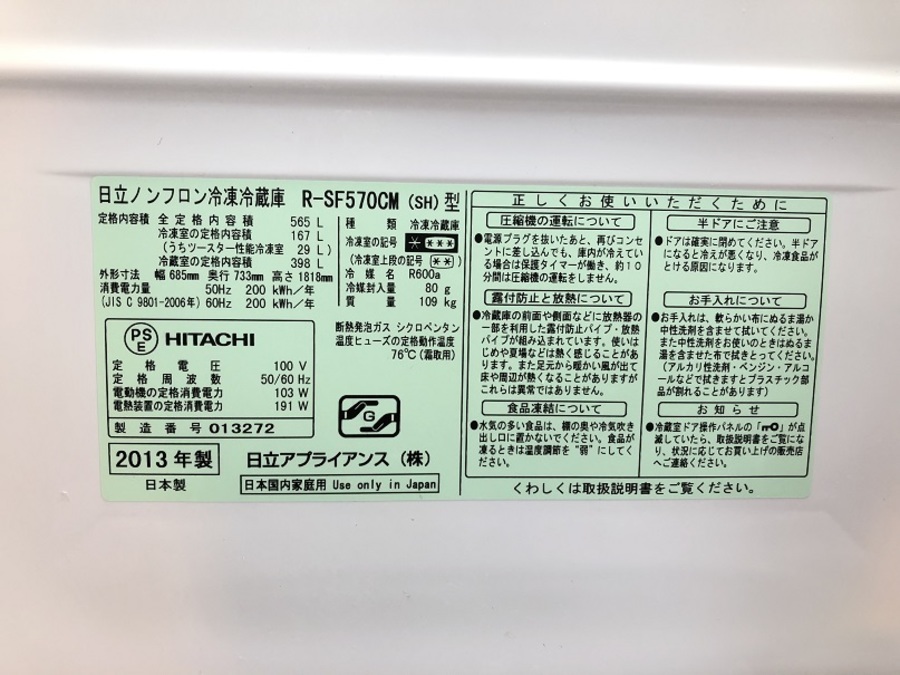 日立ノンフロン冷凍冷蔵庫 R-SF570CM (SH) 型
定格内容積 全定格内容積 565 L
冷凍室の定格内容積 167 L
(うちツースター性能冷凍室 29 L)
冷蔵室の定格内容積 398 L
外形寸法 幅 685mm 奥行 733mm 高さ 1818mm
消費電力量 50Hz 200 kWh/年
(JIS C 9801-2006年) 60Hz 200 kWh/年
種類 冷凍冷蔵庫
冷凍室の記号 ****
(冷凍室上段の記号 **)
冷媒 R600a
冷媒封入量 80 g
質量 109 kg
断熱発泡ガス シクロペンタン
温度ヒューズの定格動作温度
76℃ (霜取用)
PSE HITACHI
定格電圧 100 V
定格周波数 50/60 Hz
電動機の定格消費電力 103 W
電熱装置の定格消費電力 191 W
製造番号 013272
G
2013 年製
日本製
日立アプライアンス (株)
日本国内家庭用 Use only in Japan
正しくお使いいただくために
圧縮機の運転について
●電源プラグを抜いたあと、再びコンセン
トに差し込んでも、庫内が冷えてい
る場合は保護タイマーが働き、約10
分間は圧縮機の運転をしません。
露付防止と放熱について
●冷蔵庫の前面や側面などに放熱器の
一部を利用した露付防止パイプ・放熱
パイプが組み込まれています。使いは
じめや夏場などは熱く感じることがあ
ります。また足元から暖かい風が出て
床や周辺が熱くなることがありますが
これらは異常ではありません。
食品凍結について
●水気の多い食品は、棚の奥や冷気吹き
出し口に置かないでください。食品が
凍るときは温度調節を“弱”にしてく
ださい。
半ドアにご注意
●ドアは確実に閉めてください。半ドア
になると冷えが悪くなり、冷凍食品が
とける原因になります。
お手入れについて
●お手入れは、軟らかい布にぬるま湯か
中性洗剤を含ませて拭いてください。
また中性洗剤をお使いのときはぬるま
湯を含ませた布で拭きとってください。
(アルカリ性洗剤・ベンジン・アルコ
ールなどで拭きますとプラスチック部
品が割れることがあります)
お知らせ
●冷蔵室ドア操作パネルの「」が点
滅していたら、取扱説明書をご覧にな
り、状況に応じてお買い上げの販売店
へご連絡ください。
くわしくは取扱説明書をご覧ください。